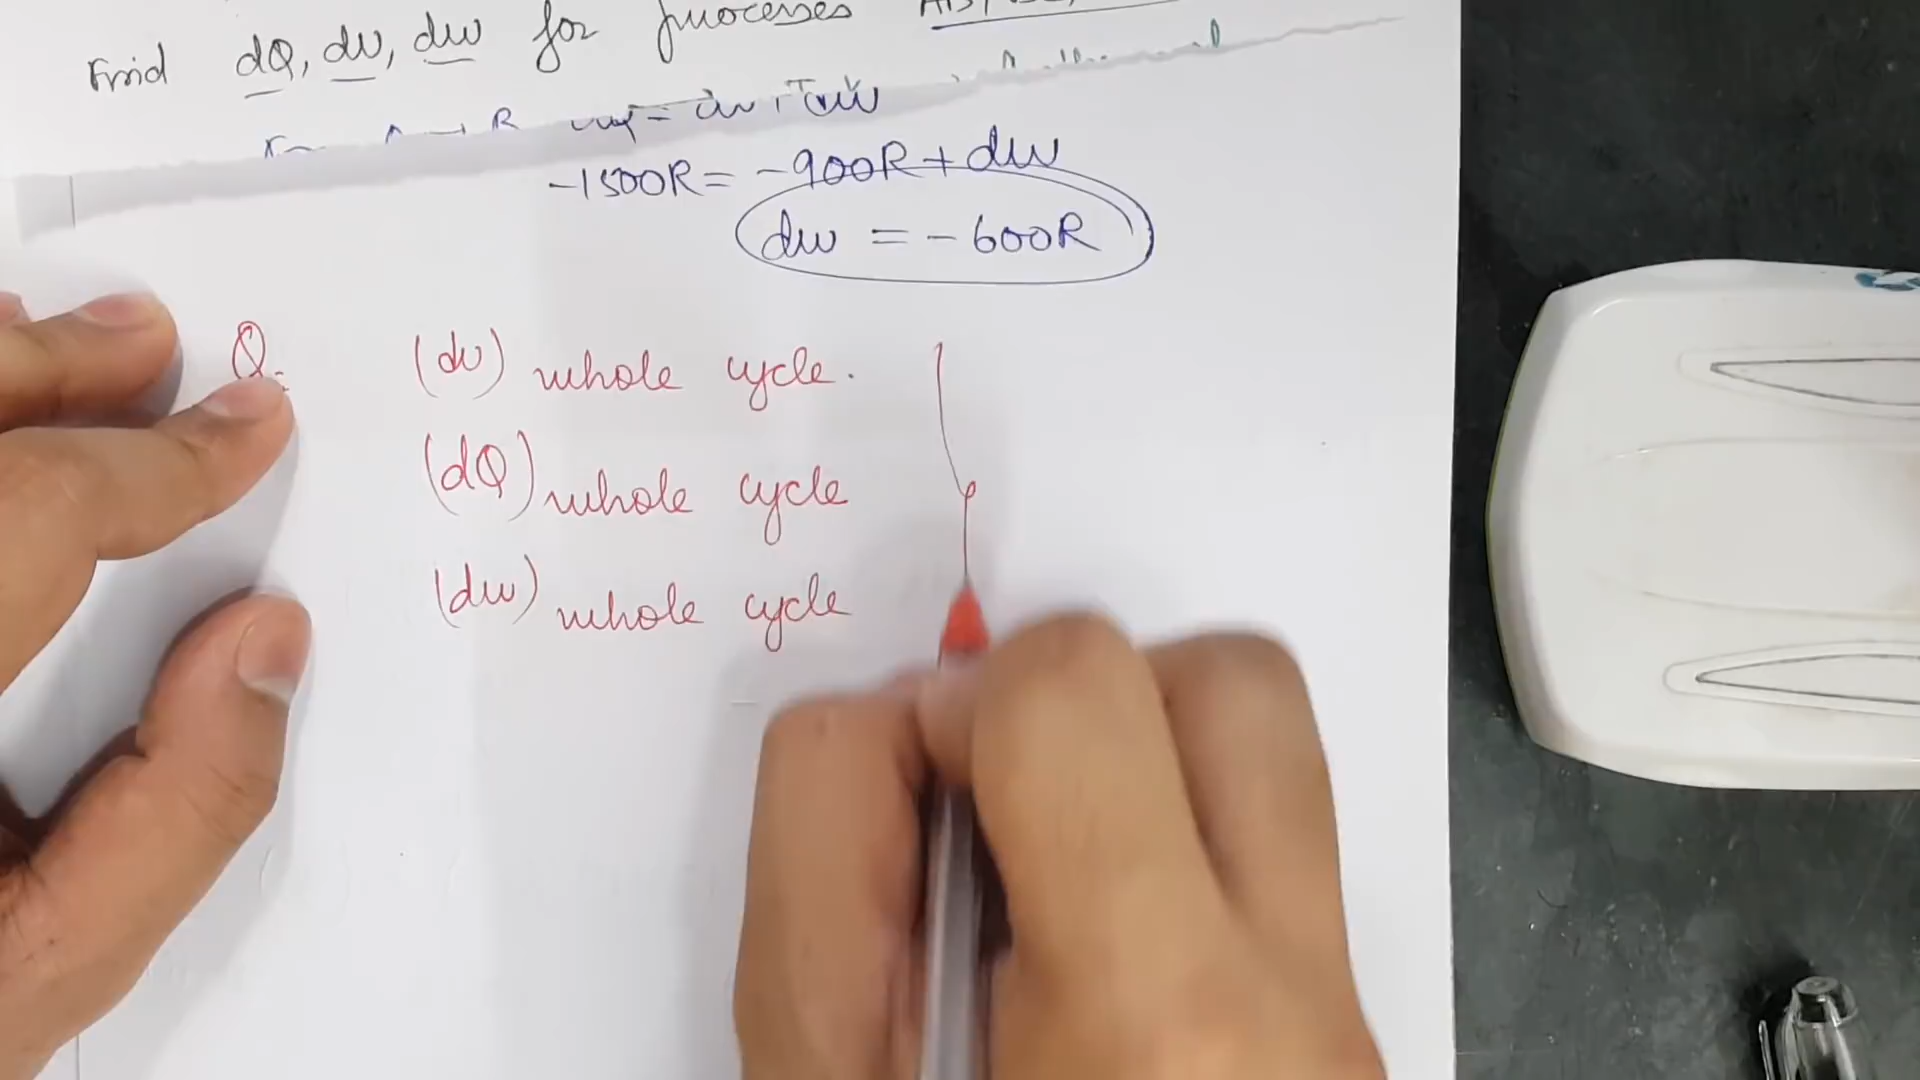 Find dQ, dU, dW for processes
-1500R = -900R + dW
dW = -600R
Q. (dU) whole cycle.
(dQ) whole cycle
(dW) whole cycle